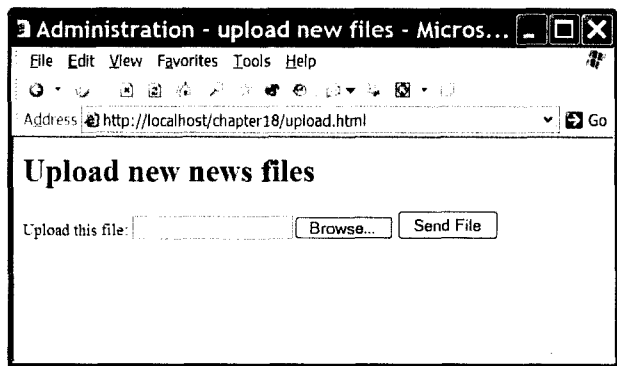 Administration - upload new files - Micros...
File Edit View Favorites Tools Help
Address http://localhost/chapter18/upload.html Go
Upload new news files
Upload this file: Browse... Send File